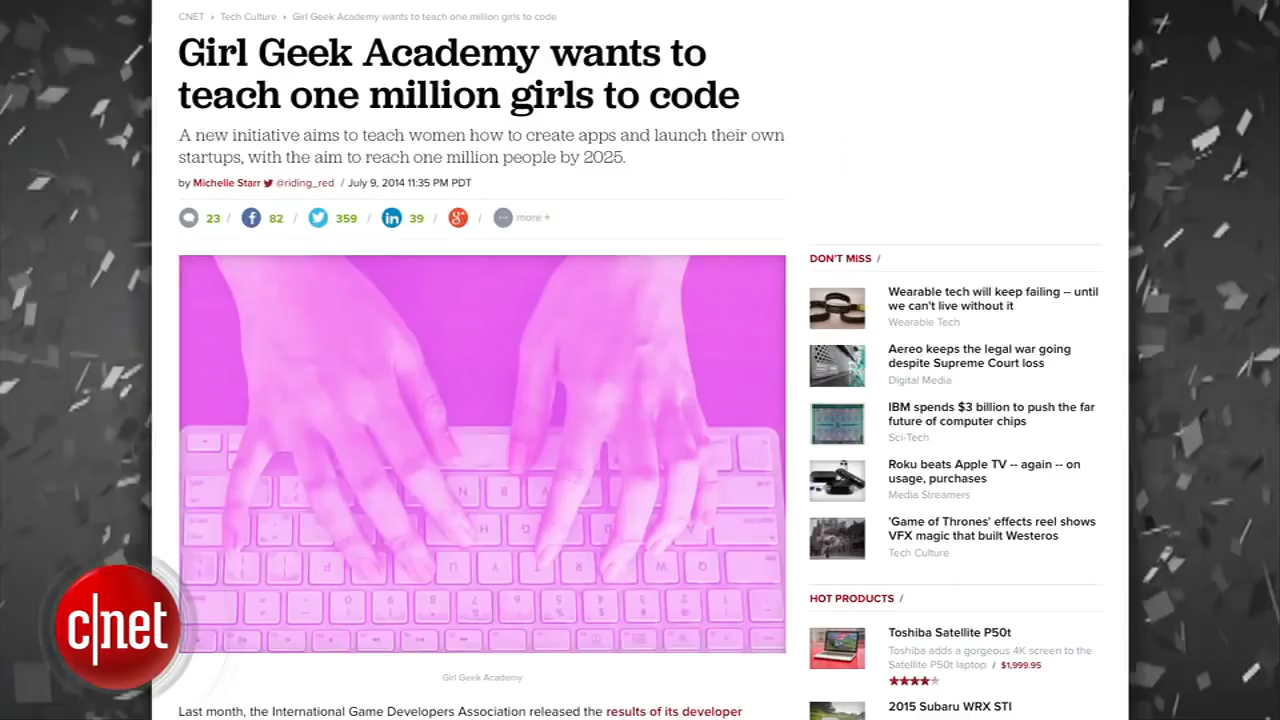 CNET › Tech Culture › Girl Geek Academy wants to teach one million girls to code
Girl Geek Academy wants to
teach one million girls to code
A new initiative aims to teach women how to create apps and launch their own
startups, with the aim to reach one million people by 2025.
by Michelle Starr @riding_red / July 9, 2014 11:35 PM PDT
23 / f 82 / 359 / in 39 / g+ / more +
Girl Geek Academy
Last month, the International Game Developers Association released the results of its developer
DON'T MISS /
Wearable tech will keep failing -- until
we can't live without it
Wearable Tech
Aereo keeps the legal war going
despite Supreme Court loss
Digital Media
IBM spends $3 billion to push the far
future of computer chips
Sci-Tech
Roku beats Apple TV -- again -- on
usage, purchases
Media Streamers
'Game of Thrones' effects reel shows
VFX magic that built Westeros
Tech Culture
HOT PRODUCTS /
Toshiba Satellite P50t
Toshiba adds a gorgeous 4K screen to the
Satellite P50t laptop / $1,999.95
2015 Subaru WRX STI
c|net